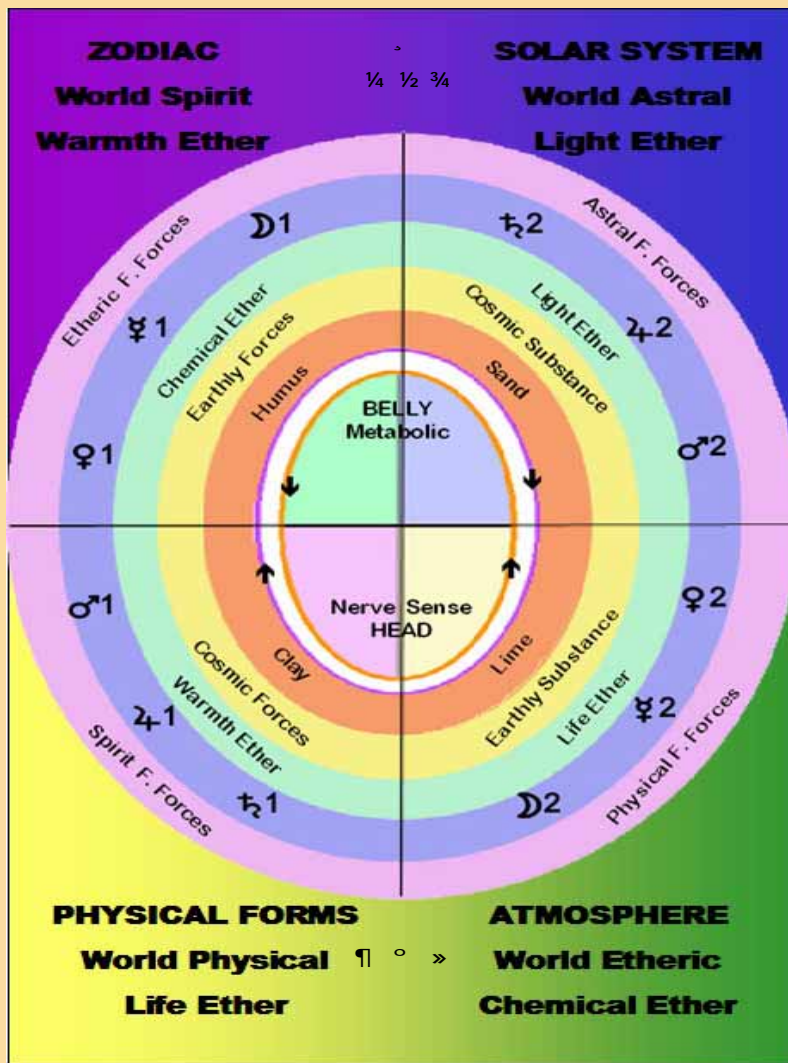 ZODIAC
World Spirit
Warmth Ether
¸
¼ ½ ¾
SOLAR SYSTEM
World Astral
Light Ether
Etheric F. Forces
Astral F. Forces
☽1
♄2
☿1
♃2
♀1
♂2
Chemical Ether
Light Ether
Earthly Forces
Cosmic Substance
Humus
Sand
BELLY
Metabolic
Nerve Sense
HEAD
♂1
♀2
Clay
Lime
Cosmic Forces
Earthly Substance
Warmth Ether
Life Ether
♃1
☿2
♄1
☽2
Spirit F. Forces
Physical F. Forces
PHYSICAL FORMS
World Physical
Life Ether
¶ º »
ATMOSPHERE
World Etheric
Chemical Ether